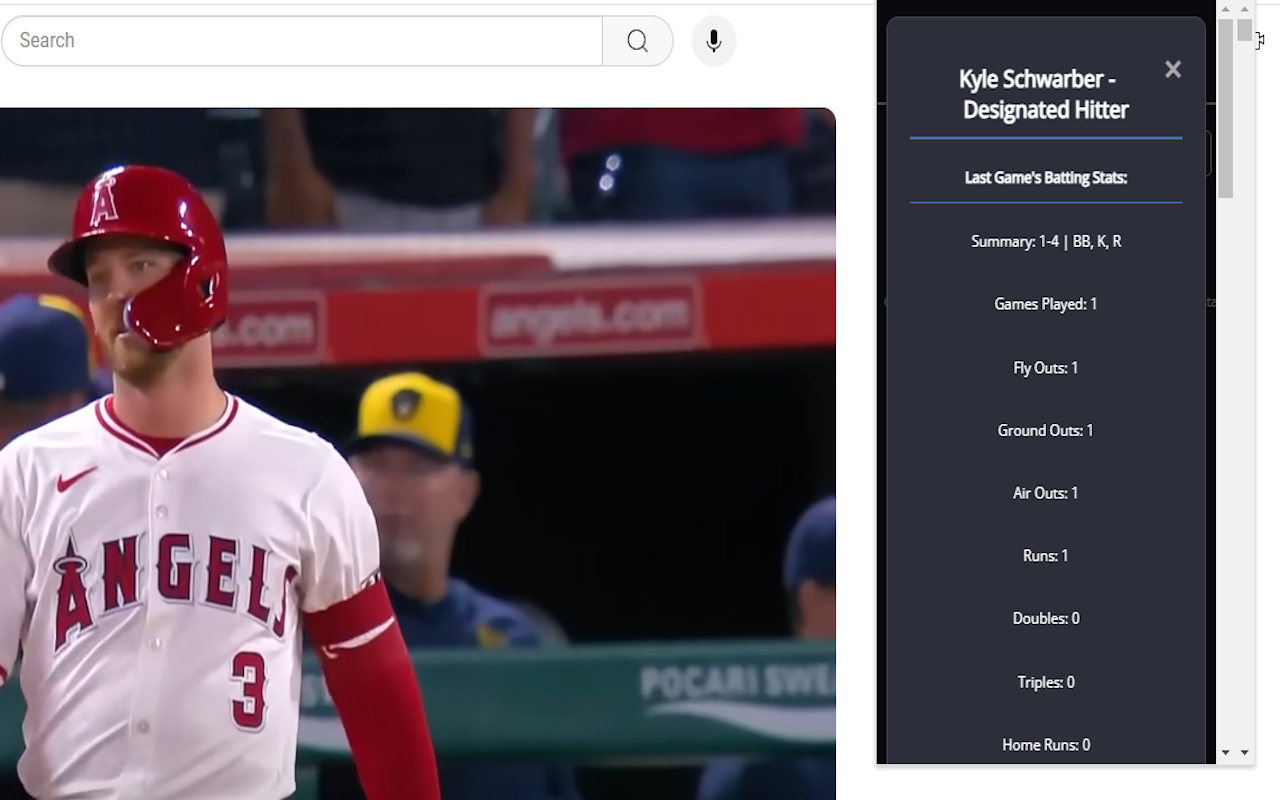 Search
Kyle Schwarber -
Designated Hitter
Last Game's Batting Stats:
Summary: 1-4 | BB, K, R
Games Played: 1
Fly Outs: 1
Ground Outs: 1
Air Outs: 1
Runs: 1
Doubles: 0
Triples: 0
Home Runs: 0
A
s.com
angels.com
ANGELS
3
POCARI SWEA